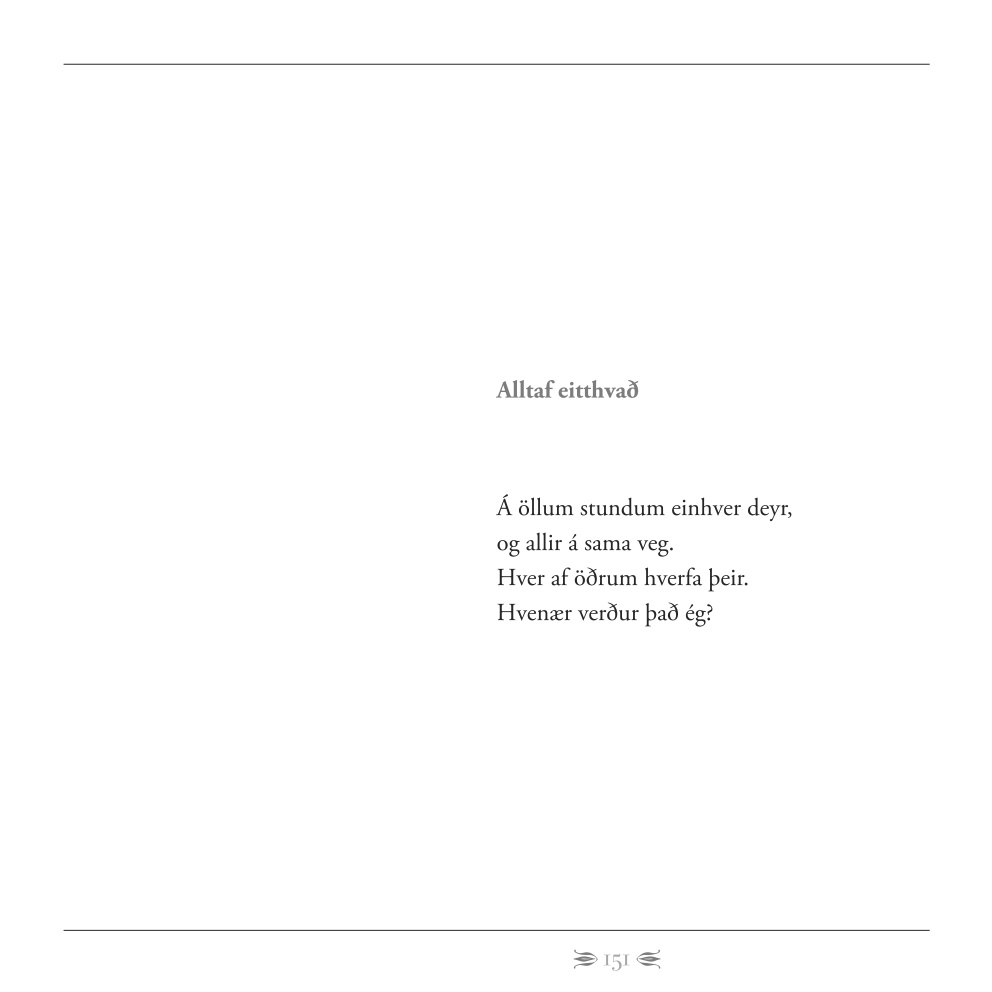 Alltaf eitthvað
Á öllum stundum einhver deyr,
og allir á sama veg.
Hver af öðrum hverfa þeir.
Hvenær verður það ég?
151